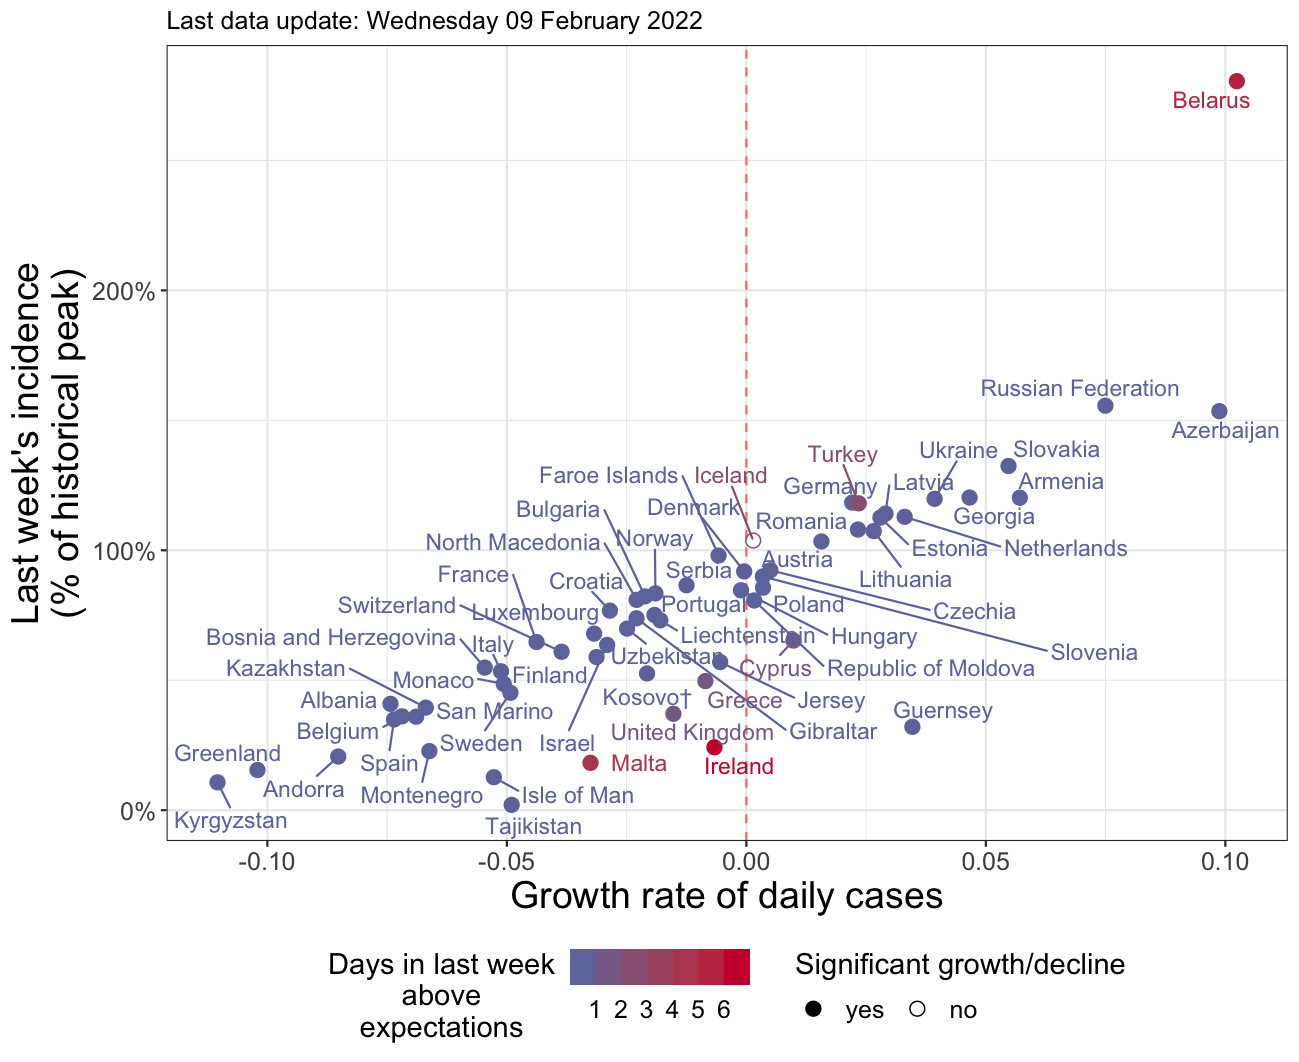 Last data update: Wednesday 09 February 2022
Last week's incidence
(% of historical peak)
200%
100%
0%
Belarus
Russian Federation
Azerbaijan
Ukraine
Slovakia
Turkey
Faroe Islands
Iceland
Germany
Latvia
Armenia
Bulgaria
Denmark
Romania
Georgia
North Macedonia
Norway
Estonia
Netherlands
Austria
France
Croatia
Serbia
Lithuania
Switzerland
Luxembourg
Portugal
Poland
Czechia
Bosnia and Herzegovina
Italy
Liechtenstein
Hungary
Uzbekistan
Slovenia
Kazakhstan
Monaco
Finland
Cyprus
Republic of Moldova
Albania
San Marino
Kosovo†
Greece
Jersey
Guernsey
Belgium
Sweden
Israel
United Kingdom
Gibraltar
Greenland
Spain
Malta
Ireland
Andorra
Montenegro
Isle of Man
Kyrgyzstan
Tajikistan
-0.10
-0.05
0.00
0.05
0.10
Growth rate of daily cases
Days in last week
above
expectations
1 2 3 4 5 6
Significant growth/decline
yes
no